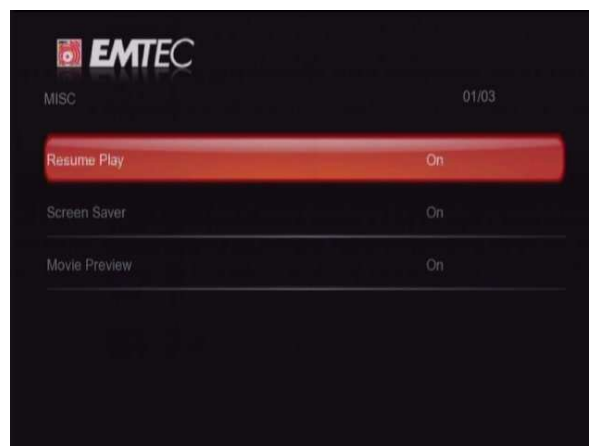 EMTEC
MISC 01/03
Resume Play On
Screen Saver On
Movie Preview On